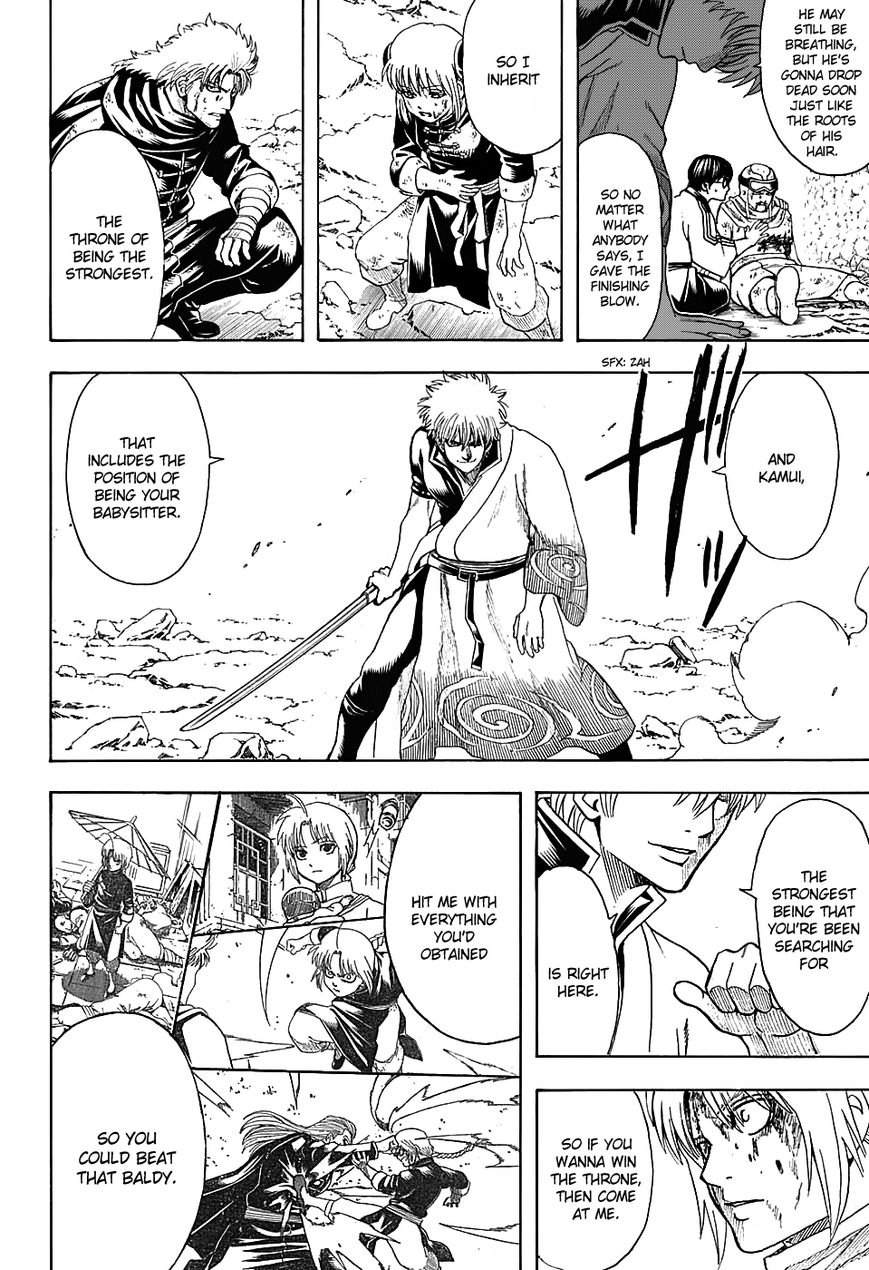 HE MAY
STILL BE
BREATHING,
BUT HE'S
GONNA DROP
DEAD SOON
JUST LIKE
THE ROOTS
OF HIS
HAIR.
SO NO
MATTER
WHAT
ANYBODY
SAYS, I
GAVE THE
FINISHING
BLOW.
SO I
INHERIT
THE
THRONE OF
BEING THE
STRONGEST.
SFX: ZAH
AND
KAMUI,
THAT
INCLUDES THE
POSITION OF
BEING YOUR
BABYSITTER.
THE
STRONGEST
BEING THAT
YOU'RE BEEN
SEARCHING
FOR
IS RIGHT
HERE.
SO IF YOU
WANNA WIN
THE THRONE,
THEN COME
AT ME.
HIT ME WITH
EVERYTHING
YOU'D
OBTAINED
SO YOU
COULD BEAT
THAT BALDY.